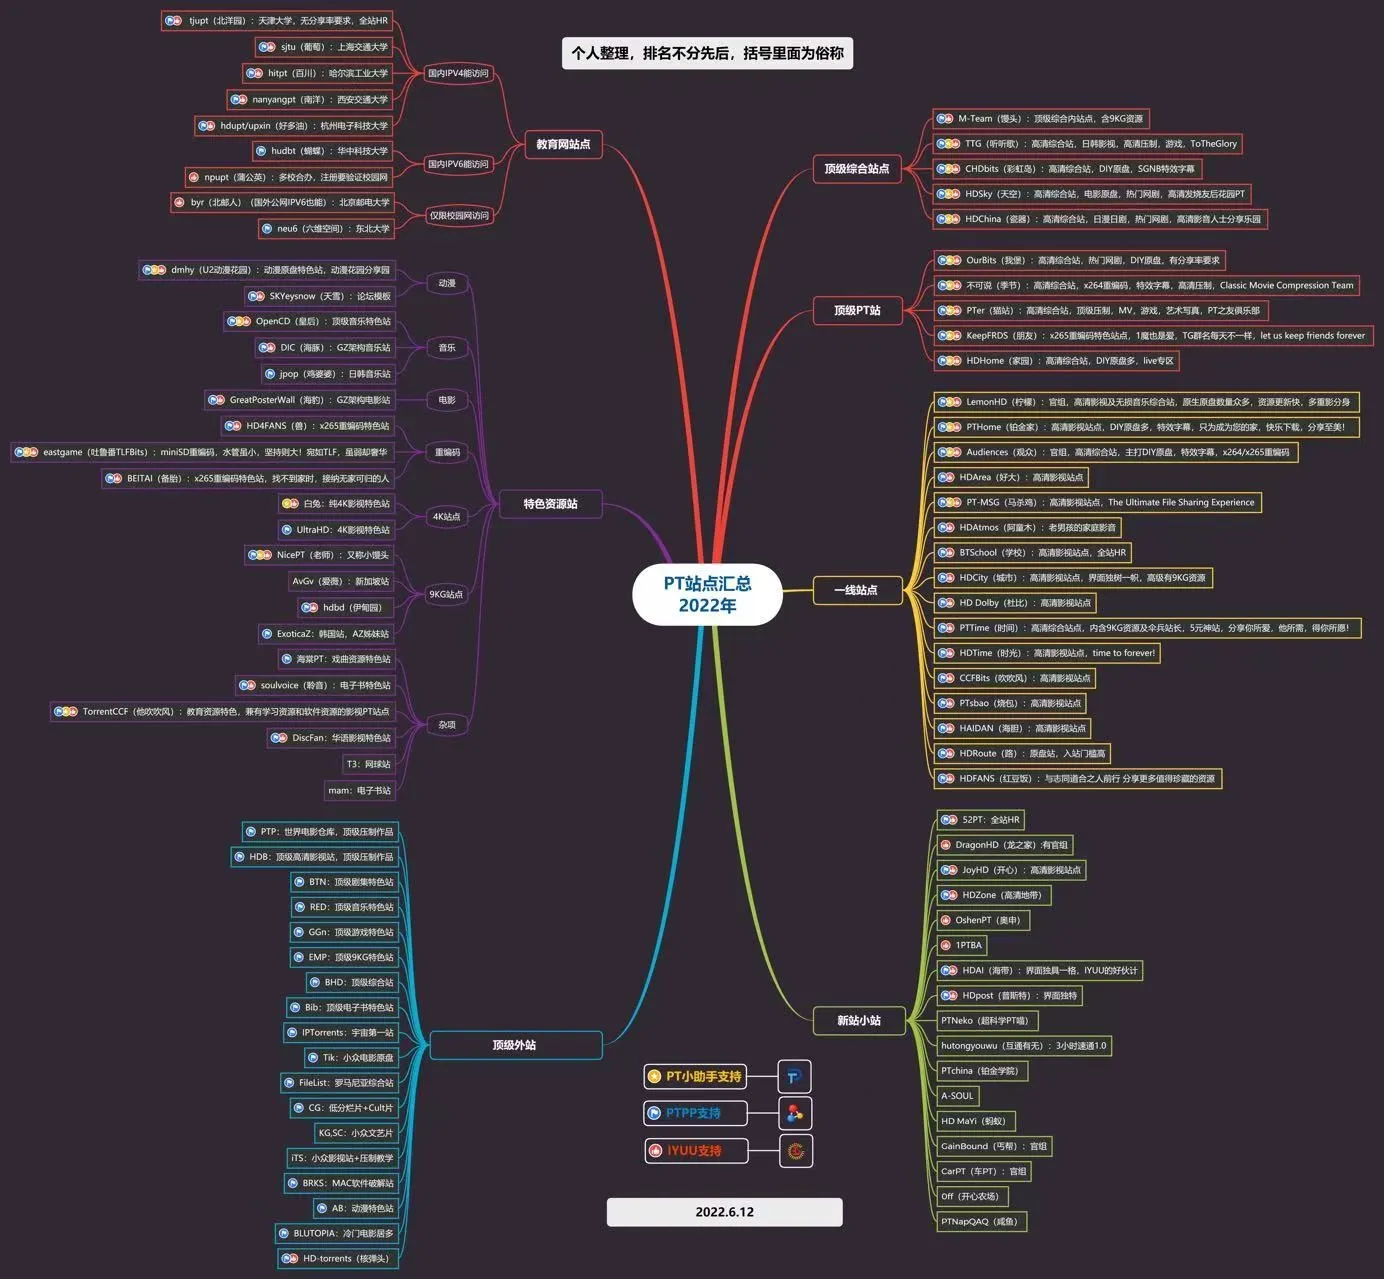 个人整理，排名不分先后，括号里面为俗称
PT站点汇总
2022年
教育网站点
国内IPV4能访问
tjupt（北洋园）：天津大学，无分享率要求，全站HR
sjtu（葡萄）：上海交通大学
hitpt（百川）：哈尔滨工业大学
nanyangpt（南洋）：西安交通大学
hdupt/upxin（好多油）：杭州电子科技大学
国内IPV6能访问
hudbt（蝴蝶）：华中科技大学
npupt（蒲公英）：多校合办，注册要验证校园网
仅限校园网访问
byr（北邮人）（国外公网IPV6也能）：北京邮电大学
neu6（六维空间）：东北大学
特色资源站
动漫
dmhy（U2动漫花园）：动漫原盘特色站，动漫花园分享园
SKYeysnow（天雪）：论坛模板
音乐
OpenCD（皇后）：顶级音乐特色站
DIC（海豚）：GZ架构音乐站
jpop（鸡婆婆）：日韩音乐站
电影
GreatPosterWall（海豹）：GZ架构电影站
重编码
HD4FANS（兽）：x265重编码特色站
eastgame（吐鲁番TLFBits）：miniSD重编码，水管虽小，坚持则大！宛如TLF，虽弱却奢华
BEITAI（备胎）：x265重编码特色站，找不到家时，接纳无家可归的人
4K站点
白兔：纯4K影视特色站
UltraHD：4K影视特色站
9KG站点
NicePT（老师）：又称小馒头
AvGv（爱薇）：新加坡站
hdbd（伊甸园）
ExoticaZ：韩国站，AZ姊妹站
杂项
海棠PT：戏曲资源特色站
soulvoice（聆音）：电子书特色站
TorrentCCF（他吹吹风）：教育资源特色，兼有学习资源和软件资源的影视PT站点
DiscFan：华语影视特色站
T3：网球站
mam：电子书站
顶级外站
PTP：世界电影仓库，顶级压制作品
HDB：顶级高清影视站，顶级压制作品
BTN：顶级剧集特色站
RED：顶级音乐特色站
GGn：顶级游戏特色站
EMP：顶级9KG特色站
BHD：顶级综合站
Bib：顶级电子书特色站
IPTorrents：宇宙第一站
Tik：小众电影原盘
FileList：罗马尼亚综合站
CG：低分烂片+Cult片
KG,SC：小众文艺片
iTS：小众影视站+压制教学
BRKS：MAC软件破解站
AB：动漫特色站
BLUTOPIA：冷门电影居多
HD-torrents（核弹头）
顶级综合站点
M-Team（馒头）：顶级综合内站点，含9KG资源
TTG（听听歌）：高清综合站，日韩影视，高清压制，游戏，ToTheGlory
CHDbits（彩虹岛）：高清综合站，DIY原盘，SGNB特效字幕
HDSky（天空）：高清综合站，电影原盘，热门网剧，高清发烧友后花园PT
HDChina（瓷器）：高清综合站，日漫日剧，热门网剧，高清影音人士分享乐园
顶级PT站
OurBits（我堡）：高清综合站，热门网剧，DIY原盘，有分享率要求
不可说（季节）：高清综合站，x264重编码，特效字幕，高清压制，Classic Movie Compression Team
PTer（猫站）：高清综合站，顶级压制，MV，游戏，艺术写真，PT之友俱乐部
KeepFRDS（朋友）：x265重编码特色站点，1魔也是爱，TG群名每天不一样，let us keep friends forever
HDHome（家园）：高清综合站，DIY原盘多，live专区
一线站点
LemonHD（柠檬）：官组，高清影视及无损音乐综合站，原生原盘数量众多，资源更新快，多重影分身
PTHome（铂金家）：高清影视站点，DIY原盘多，特效字幕，只为成为您的家，快乐下载，分享至美！
Audiences（观众）：官组，高清综合站，主打DIY原盘，特效字幕，x264/x265重编码
HDArea（好大）：高清影视站点
PT-MSG（马杀鸡）：高清影视站点，The Ultimate File Sharing Experience
HDAtmos（阿童木）：老男孩的家庭影音
BTSchool（学校）：高清影视站点，全站HR
HDCity（城市）：高清影视站点，界面独树一帜，高级有9KG资源
HD Dolby（杜比）：高清影视站点
PTTime（时间）：高清综合站点，内含9KG资源及伞兵站长，5元神站，分享你所爱，他所需，得你所愿！
HDTime（时光）：高清影视站点，time to forever!
CCFBits（吹吹风）：高清影视站点
PTsbao（烧包）：高清影视站点
HAIDAN（海胆）：高清影视站点
HDRoute（路）：原盘站，入站门槛高
HDFANS（红豆饭）：与志同道合之人前行 分享更多值得珍藏的资源
新站小站
52PT：全站HR
DragonHD（龙之家）:有官组
JoyHD（开心）：高清影视站点
HDZone（高清地带）
OshenPT（奥申）
1PTBA
HDAI（海带）：界面独具一格，IYUU的好伙计
HDpost（普斯特）：界面独特
PTNeko（超科学PT喵）
hutongyouwu（互通有无）：3小时速通1.0
PTchina（铂金学院）
A-SOUL
HD MaYi（蚂蚁）
GainBound（丐帮）：官组
CarPT（车PT）：官组
0ff（开心农场）
PTNapQAQ（咸鱼）
PT小助手支持
PTPP支持
IYUU支持
2022.6.12